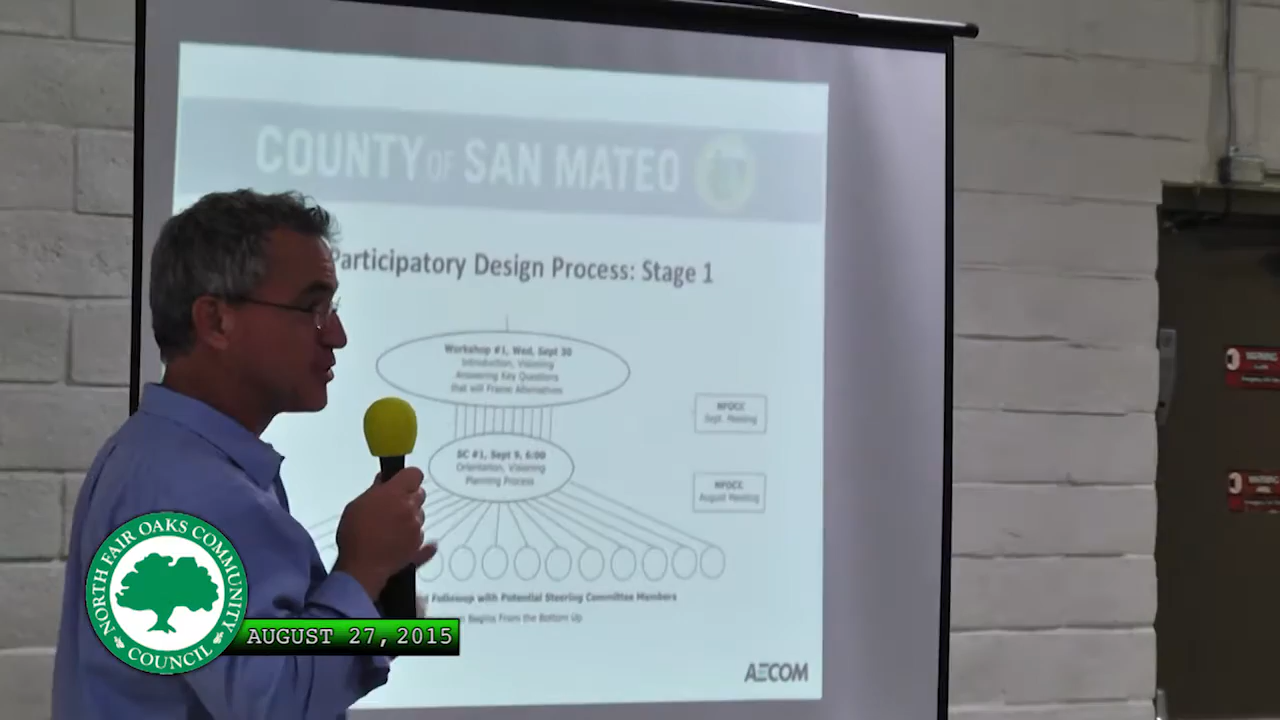 COUNTY OF SAN MATEO
Participatory Design Process: Stage 1
Workshop #1, Wed, Sept 30
Introduction, Visioning
Answering Key Questions
that will Frame Alternatives
NFOCC
Sept. Meeting
SC #1, Sept 9, 6:00
Orientation, Visioning
Planning Process
NFOCC
August Meeting
Followup with Potential Steering Committee Members
Begins From the Bottom Up
AECOM
NORTH FAIR OAKS COMMUNITY
COUNCIL
AUGUST 27, 2015
WARNING
WARNING